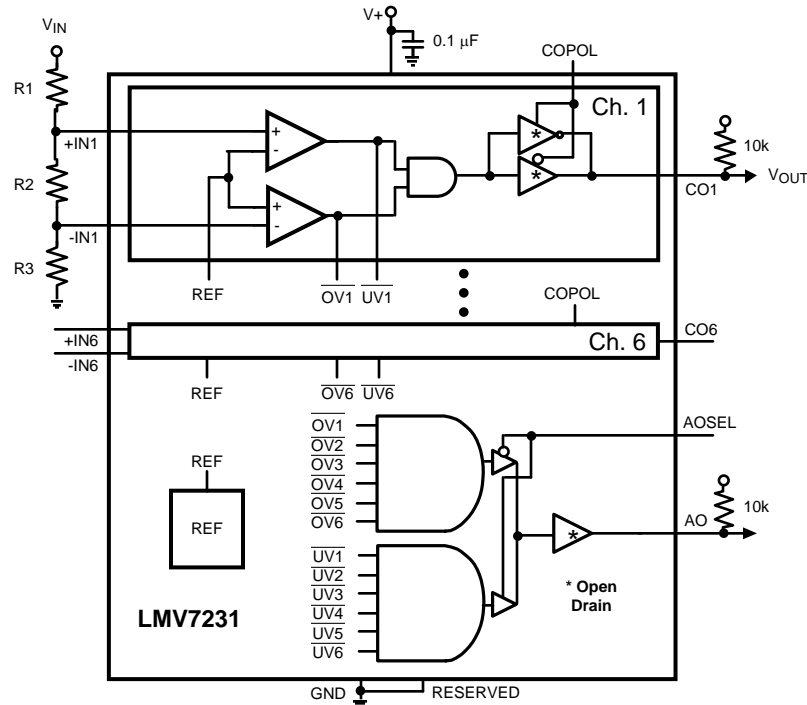 V+
VIN
0.1 μF
COPOL
R1
Ch. 1
+
-
*
10k
+IN1
R2
*
VOUT
CO1
+
-
-IN1
R3
REF
OV1
UV1
COPOL
+IN6
Ch. 6
CO6
-IN6
REF
OV6
UV6
OV1
AOSEL
OV2
OV3
REF
OV4
OV5
10k
OV6
AO
REF
*
UV1
UV2
* Open
Drain
UV3
LMV7231
UV4
UV5
UV6
GND
RESERVED